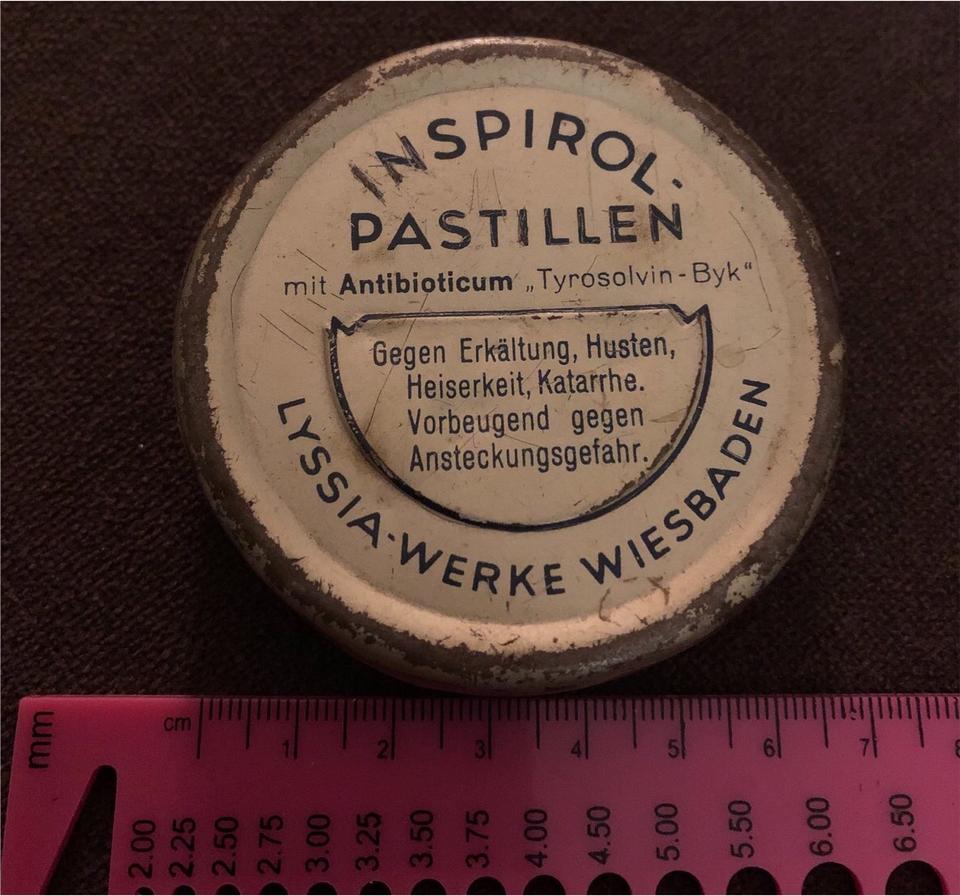 INSPIROL-
PASTILLEN
mit Antibioticum „Tyrosolvin-Byk“
Gegen Erkältung, Husten,
Heiserkeit, Katarrhe.
Vorbeugend gegen
Ansteckungsgefahr.
LYSSIA-WERKE WIESBADEN
mm
cm 1 2 3 4 5 6 7 8
2.00 2.25 2.50 2.75 3.00 3.25 3.50 3.75 4.00 4.50 5.00 5.50 6.00 6.50